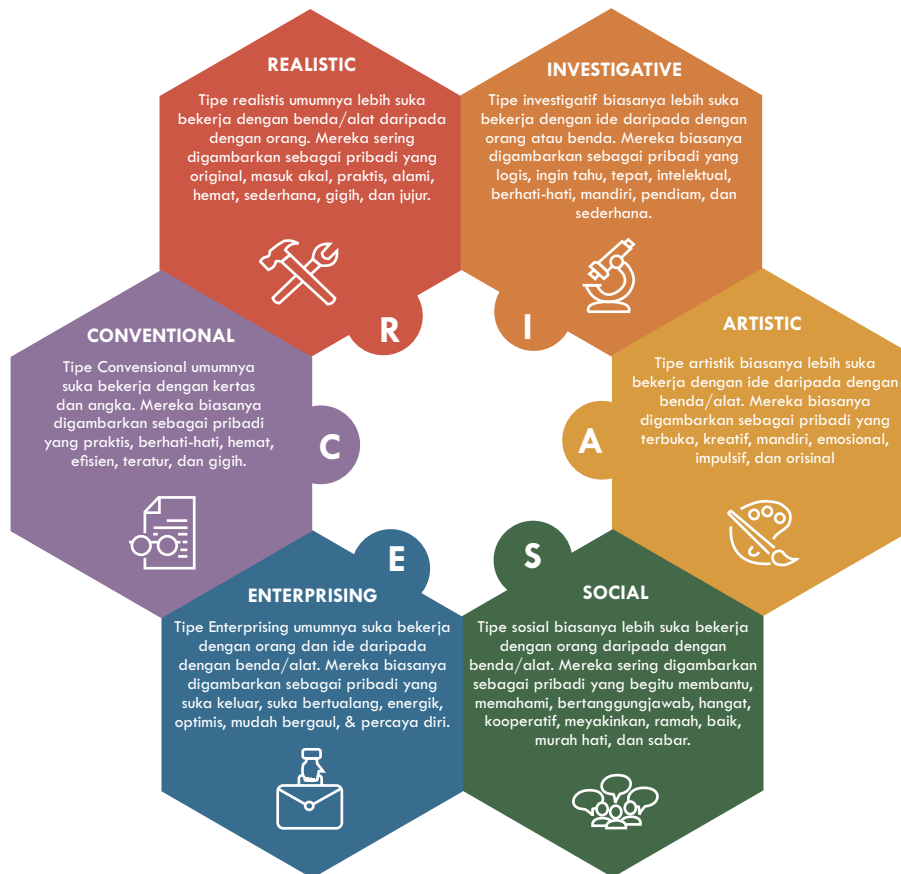 REALISTIC
Tipe realistis umumnya lebih suka
bekerja dengan benda/alat daripada
dengan orang. Mereka sering
digambarkan sebagai pribadi yang
original, masuk akal, praktis, alami,
hemat, sederhana, gigih, dan jujur.
R
INVESTIGATIVE
Tipe investigatif biasanya lebih suka
bekerja dengan ide daripada dengan
orang atau benda. Mereka biasanya
digambarkan sebagai pribadi yang
logis, ingin tahu, tepat, intelektual,
berhati-hati, mandiri, pendiam, dan
sederhana.
I
ARTISTIC
Tipe artistik biasanya lebih suka
bekerja dengan ide daripada dengan
benda/alat. Mereka biasanya
digambarkan sebagai pribadi yang
terbuka, kreatif, mandiri, emosional,
impulsif, dan orisinal
A
SOCIAL
Tipe sosial biasanya lebih suka bekerja
dengan orang daripada dengan
benda/alat. Mereka sering digambarkan
sebagai pribadi yang begitu membantu,
memahami, bertanggungjawab, hangat,
kooperatif, meyakinkan, ramah, baik,
murah hati, dan sabar.
S
ENTERPRISING
Tipe Enterprising umumnya suka bekerja
dengan orang dan ide daripada
dengan benda/alat. Mereka biasanya
digambarkan sebagai pribadi yang
suka keluar, suka bertualang, energik,
optimis, mudah bergaul, & percaya diri.
E
CONVENTIONAL
Tipe Convensional umumnya
suka bekerja dengan kertas
dan angka. Mereka biasanya
digambarkan sebagai pribadi
yang praktis, berhati-hati, hemat,
efisien, teratur, dan gigih.
C